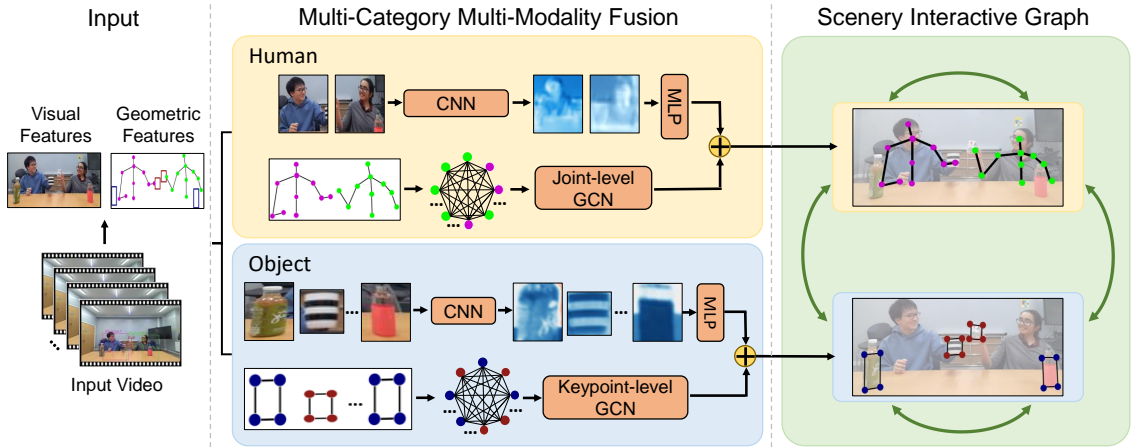 Input
Multi-Category Multi-Modality Fusion
Scenery Interactive Graph
Visual
Features
Geometric
Features
Input Video
Human
CNN
MLP
Joint-level
GCN
...
...
Object
...
CNN
...
MLP
...
...
...
Keypoint-level
GCN